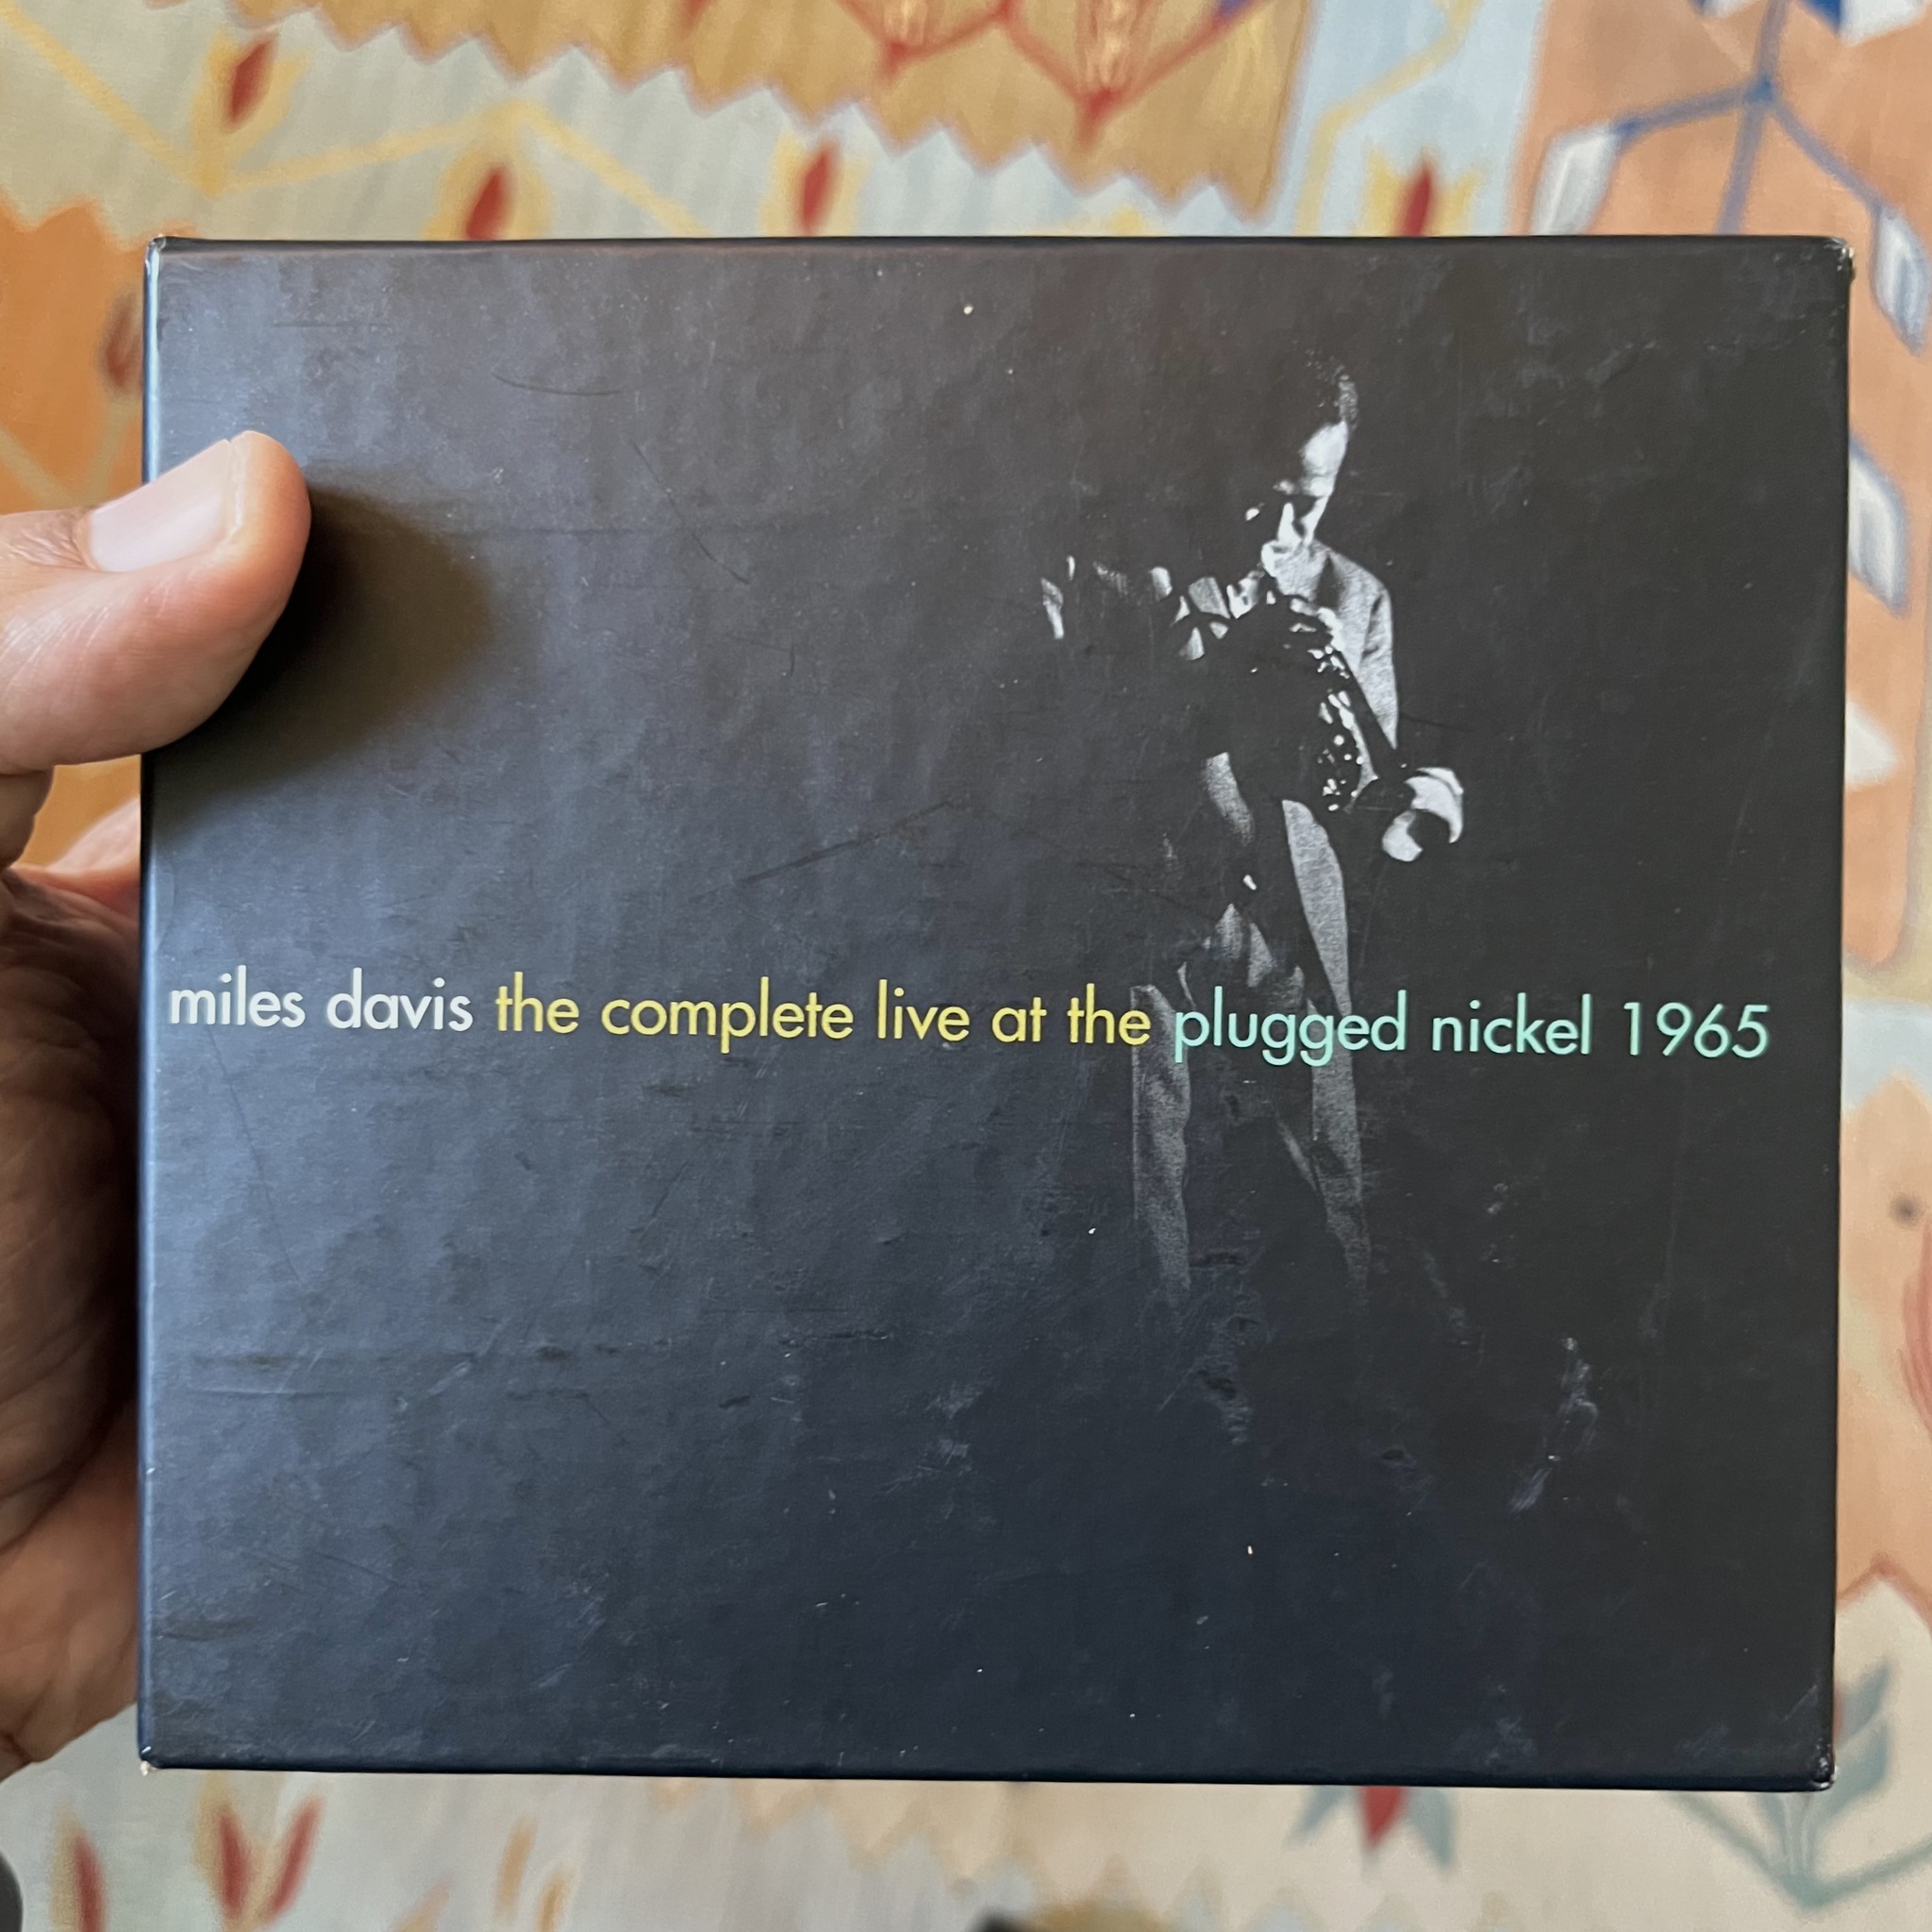 miles davis the complete live at the plugged nickel 1965